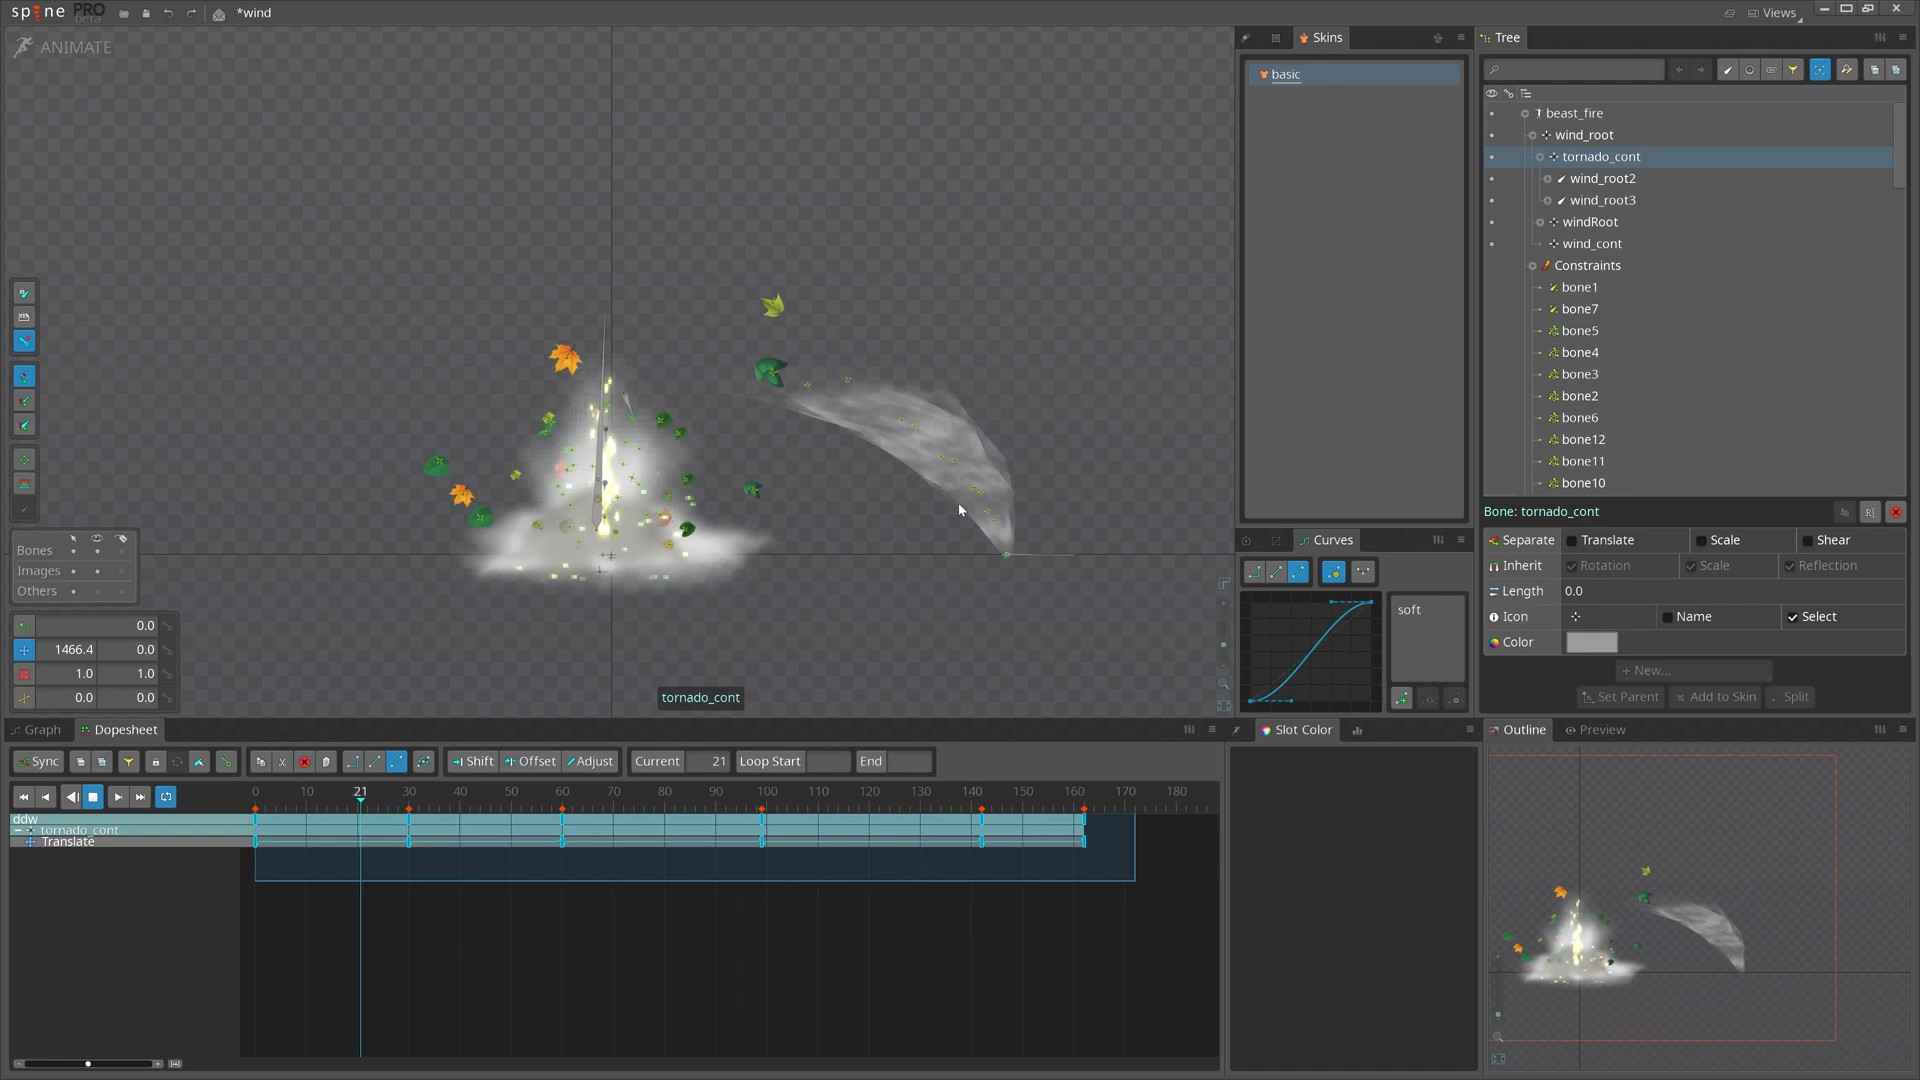 spine PRO beta *wind Views
ANIMATE
Skins
basic
Tree
beast_fire
wind_root
tornado_cont
wind_root2
wind_root3
windRoot
wind_cont
Constraints
bone1
bone7
bone5
bone4
bone3
bone2
bone6
bone12
bone11
bone10
Bones
Images
Others
0.0
1466.4 0.0
1.0 1.0
0.0 0.0
tornado_cont
Curves
soft
Bone: tornado_cont
Separate Translate Scale Shear
Inherit Rotation Scale Reflection
Length 0.0
Icon Name Select
Color
+ New...
Set Parent Add to Skin Split
Graph Dopesheet
Sync Shift Offset Adjust Current 21 Loop Start End
0 10 21 30 40 50 60 70 80 90 100 110 120 130 140 150 160 170 180
ddw
tornado_cont
Translate
Slot Color
Outline Preview